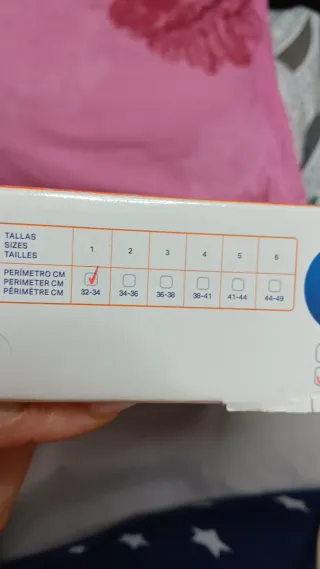 TALLAS
SIZES
TAILLES
1 2 3 4 5 6
PERÍMETRO CM
PERIMETER CM
PÉRIMÈTRE CM
32-34 34-36 36-38 38-41 41-44 44-49